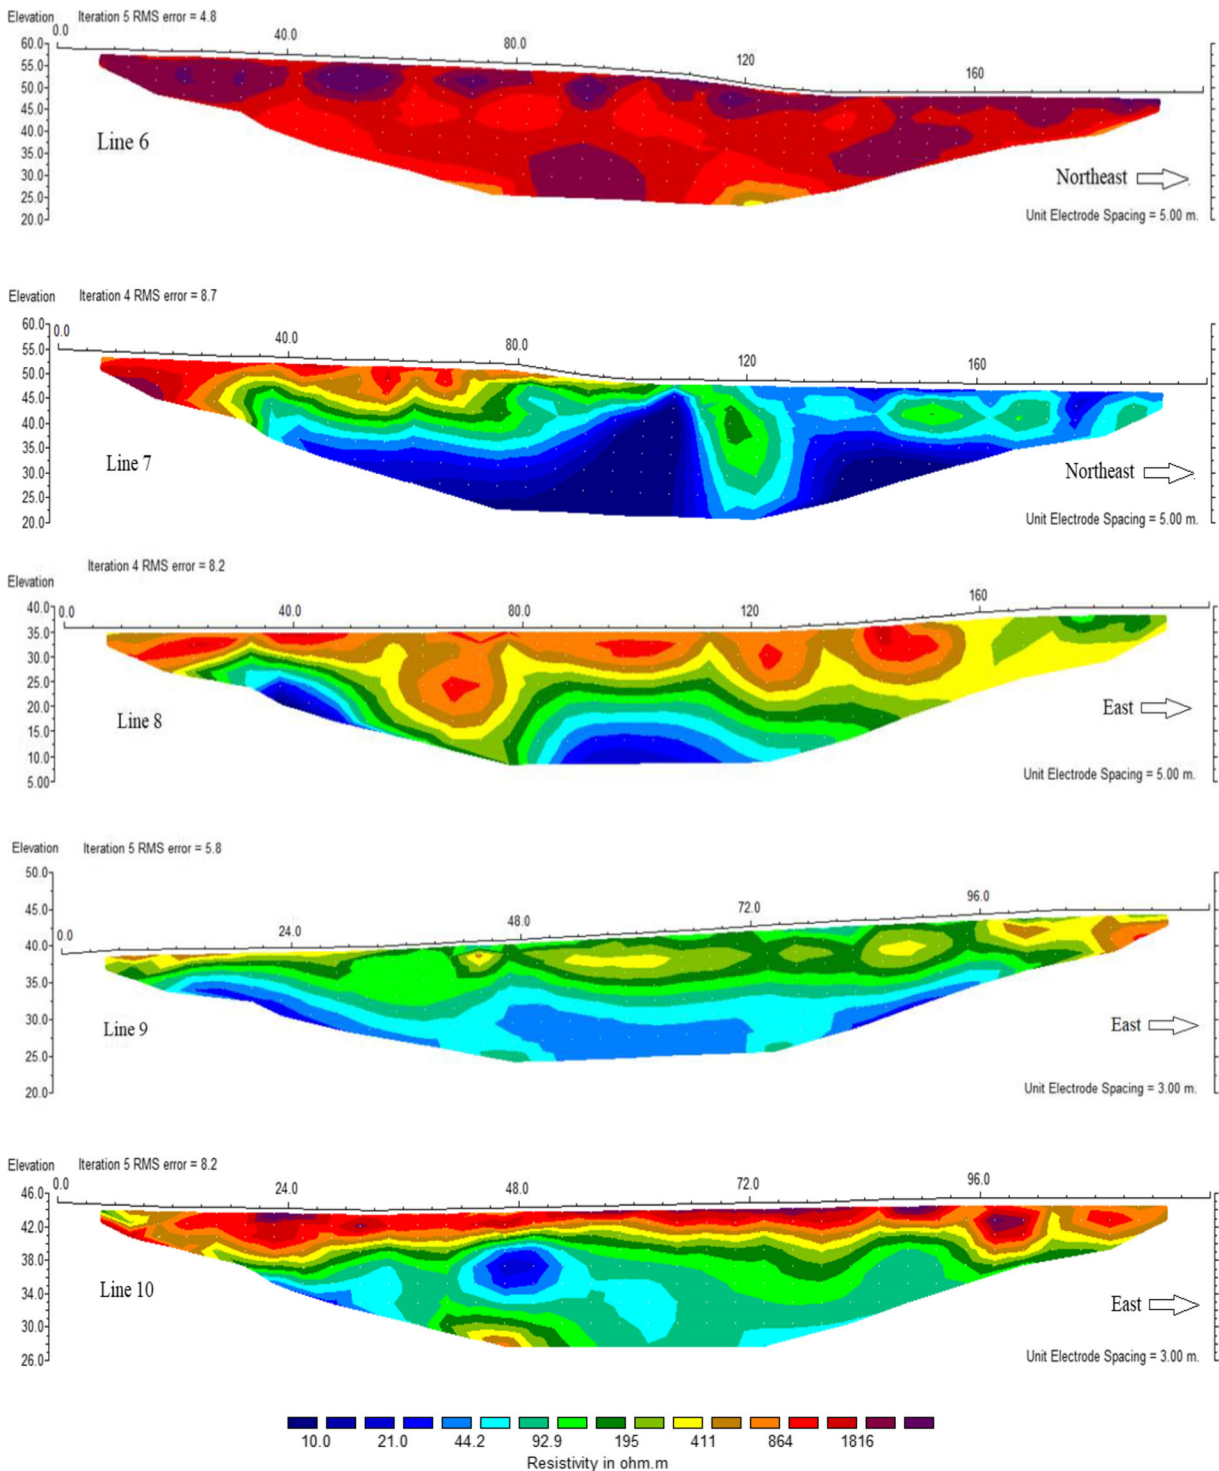 Elevation Iteration 5 RMS error = 4.8
0.0 40.0 80.0 120 160
60.0
55.0
50.0
45.0
40.0
35.0
30.0
25.0
20.0
Line 6
Northeast
Unit Electrode Spacing = 5.00 m.
Elevation Iteration 4 RMS error = 8.7
0.0 40.0 80.0 120 160
60.0
55.0
50.0
45.0
40.0
35.0
30.0
25.0
20.0
Line 7
Northeast
Unit Electrode Spacing = 5.00 m.
Iteration 4 RMS error = 8.2
Elevation
0.0 40.0 80.0 120 160
40.0
35.0
30.0
25.0
20.0
15.0
10.0
5.00
Line 8
East
Unit Electrode Spacing = 5.00 m.
Elevation Iteration 5 RMS error = 5.8
0.0 24.0 48.0 72.0 96.0
50.0
45.0
40.0
35.0
30.0
25.0
20.0
Line 9
East
Unit Electrode Spacing = 3.00 m.
Elevation Iteration 5 RMS error = 8.2
0.0 24.0 48.0 72.0 96.0
46.0
42.0
38.0
34.0
30.0
26.0
Line 10
East
Unit Electrode Spacing = 3.00 m.
10.0 21.0 44.2 92.9 195 411 864 1816
Resistivity in ohm.m